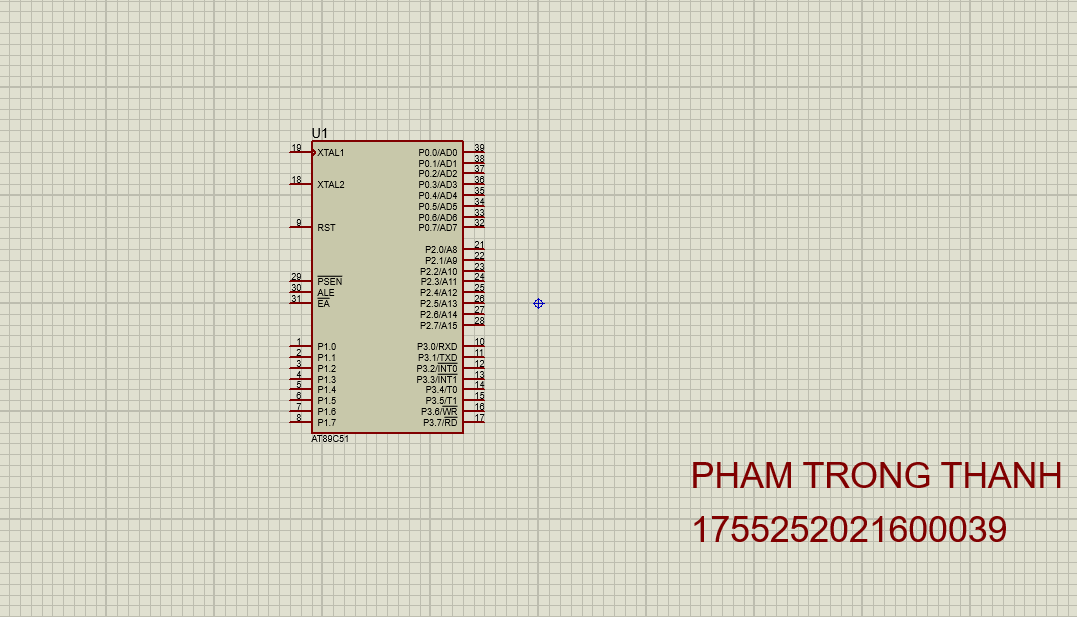 U1
19 XTAL1 P0.0/AD0 39
P0.1/AD1 38
P0.2/AD2 37
18 XTAL2 P0.3/AD3 36
P0.4/AD4 35
P0.5/AD5 34
P0.6/AD6 33
9 RST P0.7/AD7 32
P2.0/A8 21
P2.1/A9 22
P2.2/A10 23
29 PSEN P2.3/A11 24
30 ALE P2.4/A12 25
31 EA P2.5/A13 26
P2.6/A14 27
P2.7/A15 28
1 P1.0 P3.0/RXD 10
2 P1.1 P3.1/TXD 11
3 P1.2 P3.2/INT0 12
4 P1.3 P3.3/INT1 13
5 P1.4 P3.4/T0 14
6 P1.5 P3.5/T1 15
7 P1.6 P3.6/WR 16
8 P1.7 P3.7/RD 17
AT89C51
PHAM TRONG THANH
1755252021600039